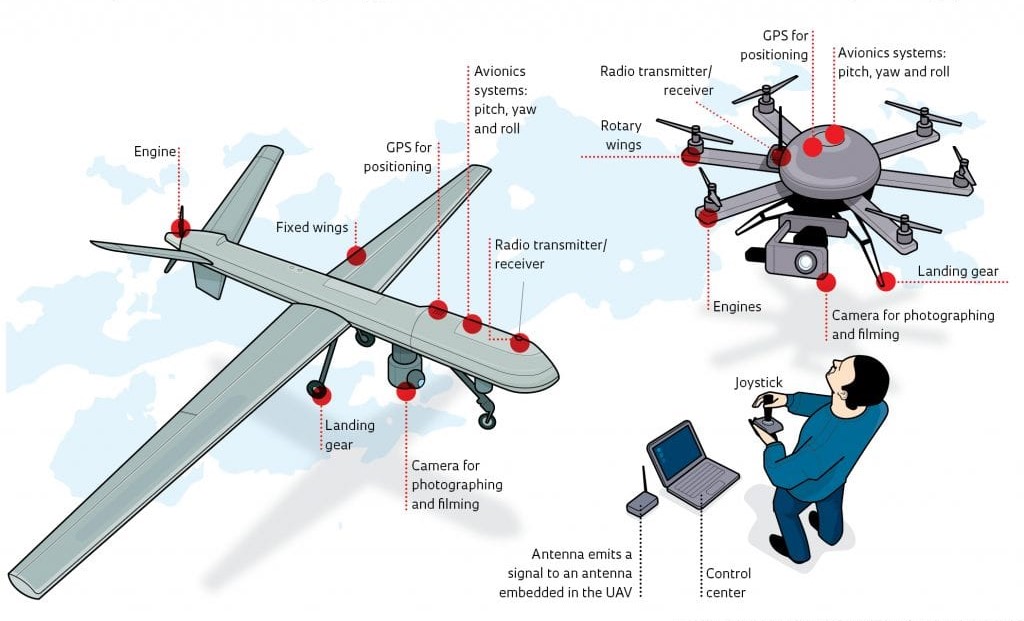 GPS for
positioning
Avionics systems:
pitch, yaw and roll
Radio transmitter/
receiver
Rotary
wings
Avionics
systems:
pitch, yaw
and roll
GPS for
positioning
Engine
Fixed wings
Radio transmitter/
receiver
Landing gear
Engines
Camera for photographing
and filming
Joystick
Landing
gear
Camera for
photographing
and filming
Antenna emits a
signal to an antenna
embedded in the UAV
Control
center